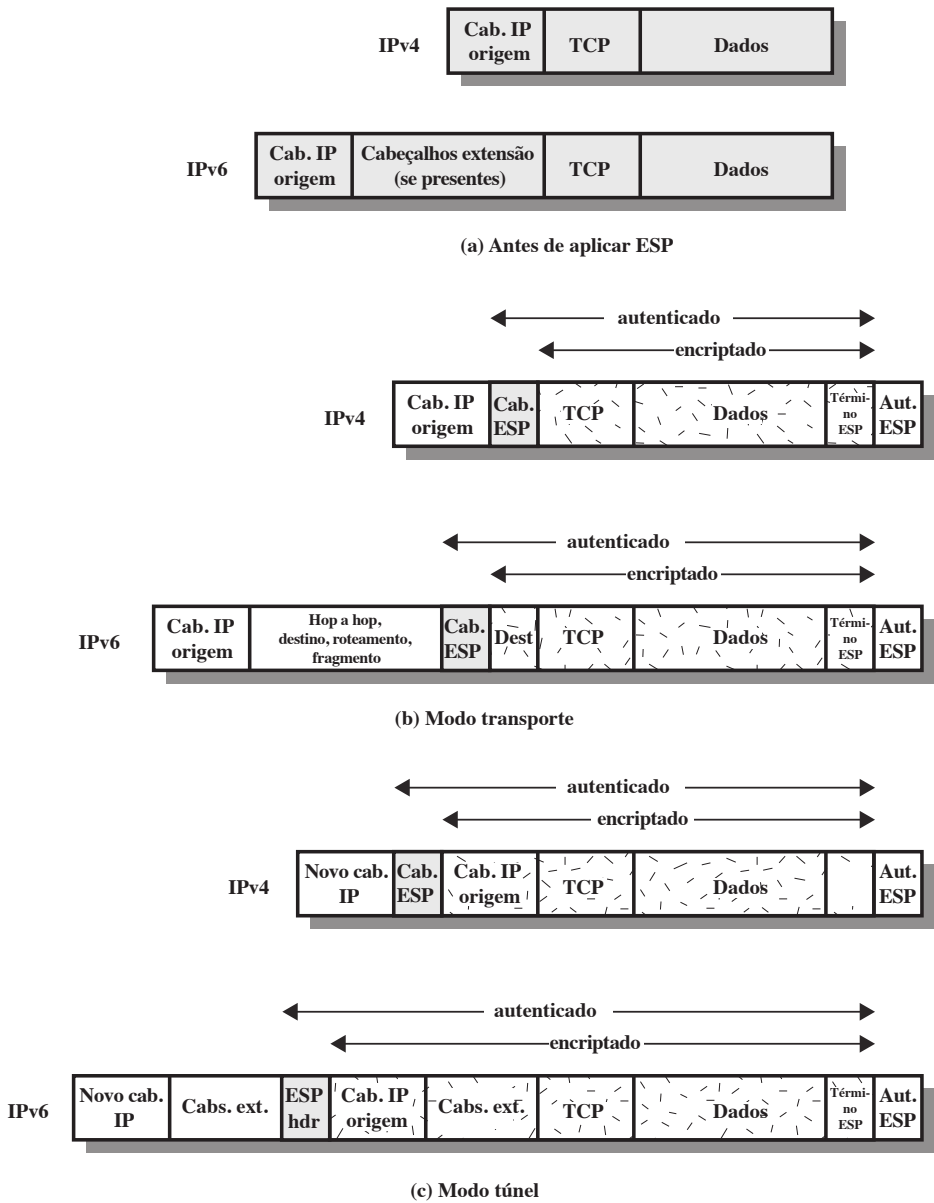 IPv4
Cab. IP
origem
TCP
Dados
IPv6
Cab. IP
origem
Cabeçalhos extensão
(se presentes)
TCP
Dados
(a) Antes de aplicar ESP
autenticado
encriptado
IPv4
Cab. IP
origem
Cab.
ESP
TCP
Dados
Térmi-
no
ESP
Aut.
ESP
autenticado
encriptado
IPv6
Cab. IP
origem
Hop a hop,
destino, roteamento,
fragmento
Cab.
ESP
Dest
TCP
Dados
Térmi-
no
ESP
Aut.
ESP
(b) Modo transporte
autenticado
encriptado
IPv4
Novo cab.
IP
Cab.
ESP
Cab. IP
origem
TCP
Dados
Aut.
ESP
autenticado
encriptado
IPv6
Novo cab.
IP
Cabs. ext.
ESP
hdr
Cab. IP
origem
Cabs. ext.
TCP
Dados
Térmi-
no
ESP
Aut.
ESP
(c) Modo túnel